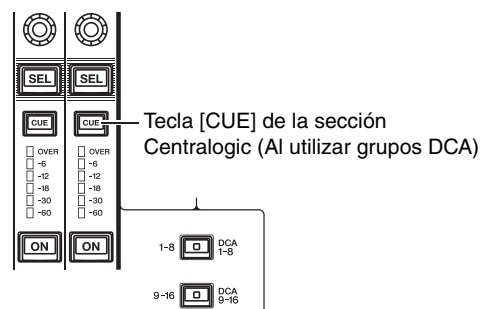 SEL SEL
CUE CUE
Tecla [CUE] de la sección
Centralogic (Al utilizar grupos DCA)
OVER OVER
-6 -6
-12 -12
-18 -18
-30 -30
-60 -60
ON ON
1-8 DCA
1-8
9-16 DCA
9-16